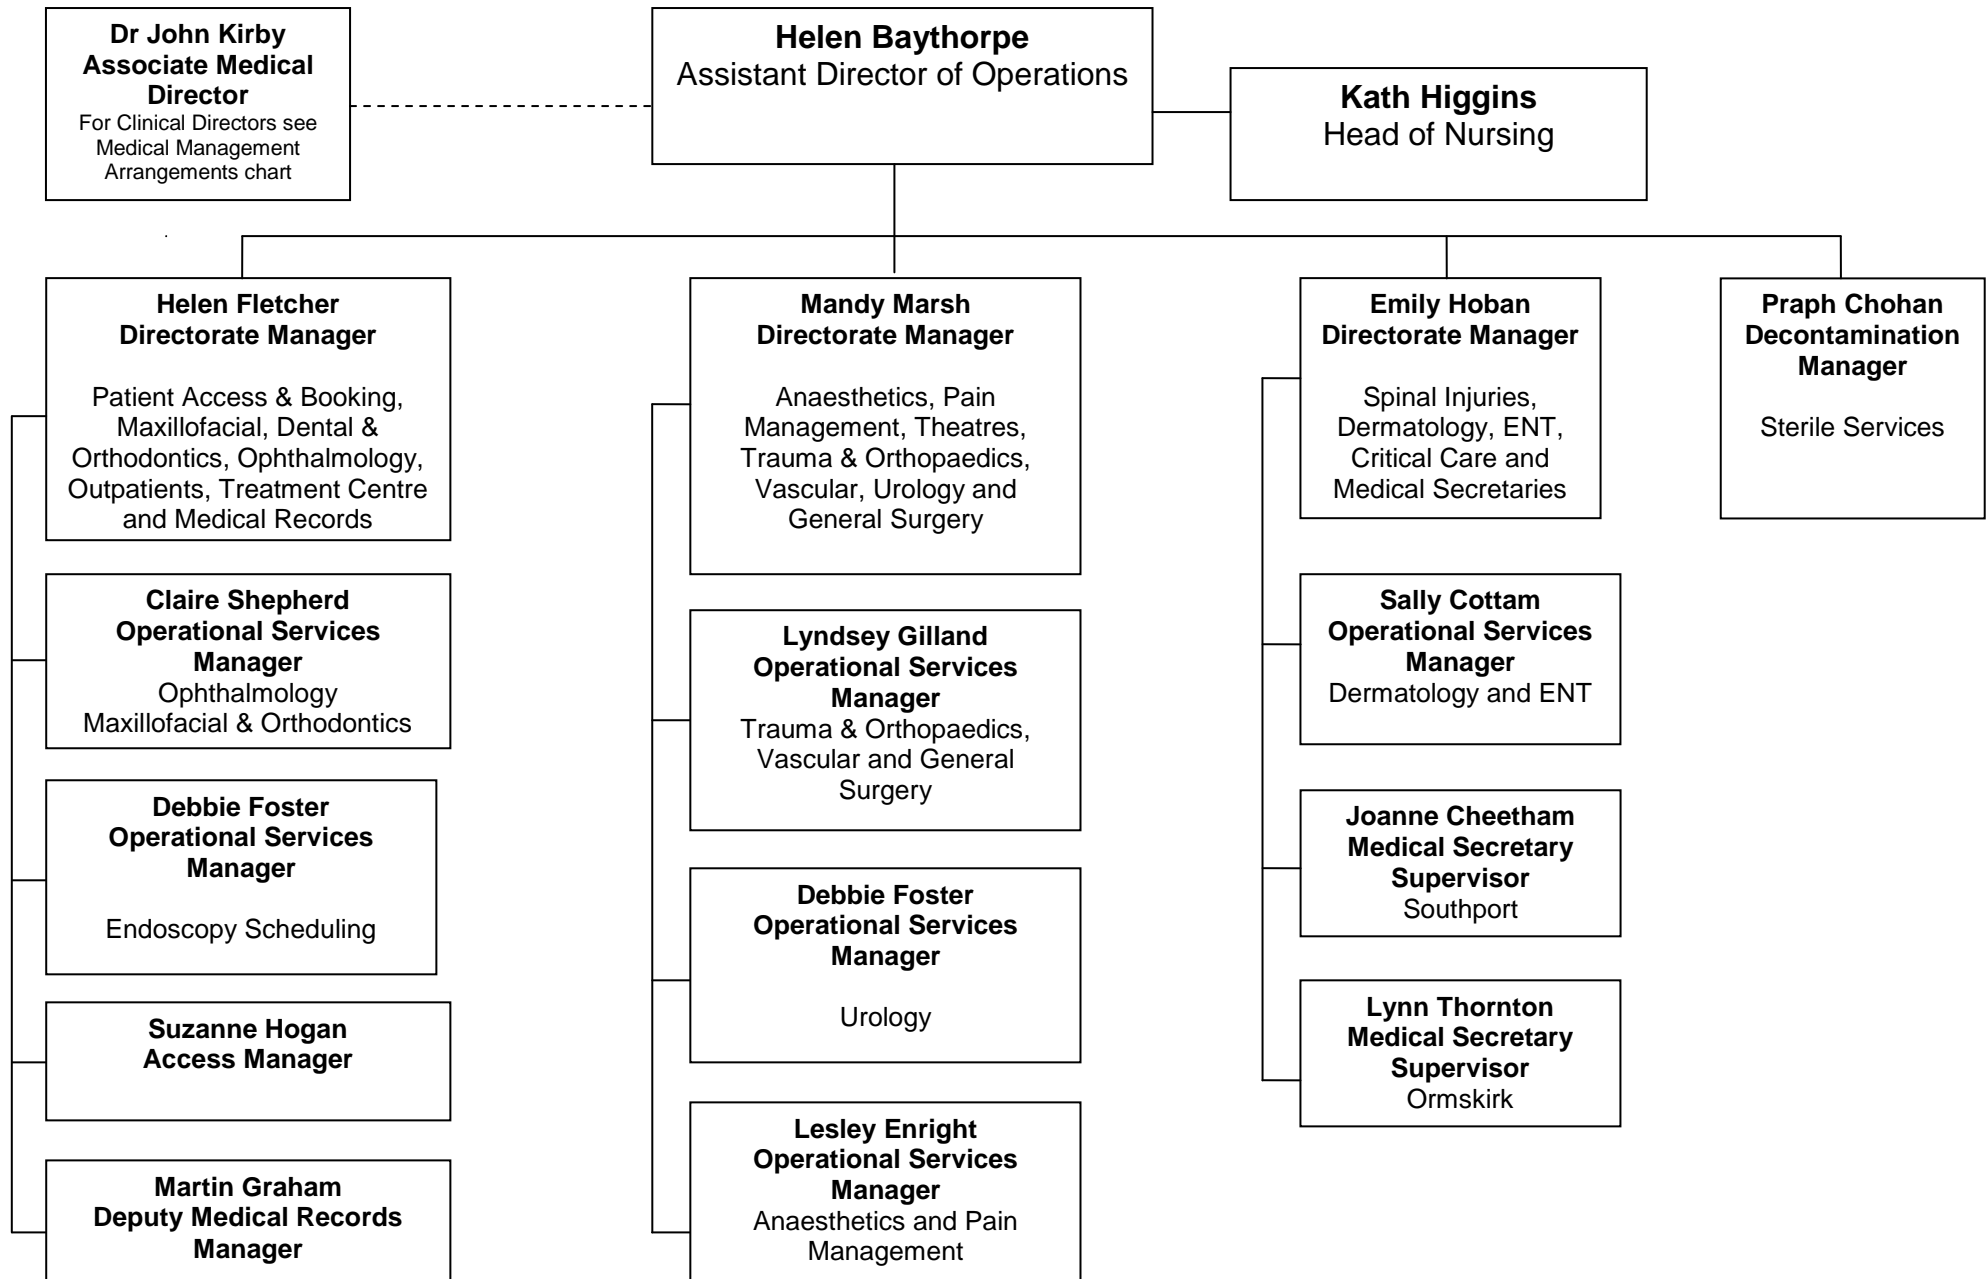 Dr John Kirby
Associate Medical
Director
For Clinical Directors see
Medical Management
Arrangements chart
Helen Baythorpe
Assistant Director of Operations
Kath Higgins
Head of Nursing
Helen Fletcher
Directorate Manager
Patient Access & Booking,
Maxillofacial, Dental &
Orthodontics, Ophthalmology,
Outpatients, Treatment Centre
and Medical Records
Claire Shepherd
Operational Services
Manager
Ophthalmology
Maxillofacial & Orthodontics
Debbie Foster
Operational Services
Manager
Endoscopy Scheduling
Suzanne Hogan
Access Manager
Martin Graham
Deputy Medical Records
Manager
Mandy Marsh
Directorate Manager
Anaesthetics, Pain
Management, Theatres,
Trauma & Orthopaedics,
Vascular, Urology and
General Surgery
Lyndsey Gilland
Operational Services
Manager
Trauma & Orthopaedics,
Vascular and General
Surgery
Debbie Foster
Operational Services
Manager
Urology
Lesley Enright
Operational Services
Manager
Anaesthetics and Pain
Management
Emily Hoban
Directorate Manager
Spinal Injuries,
Dermatology, ENT,
Critical Care and
Medical Secretaries
Sally Cottam
Operational Services
Manager
Dermatology and ENT
Joanne Cheetham
Medical Secretary
Supervisor
Southport
Lynn Thornton
Medical Secretary
Supervisor
Ormskirk
Praph Chohan
Decontamination
Manager
Sterile Services